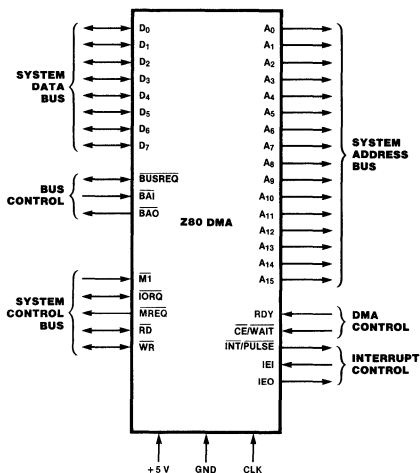 SYSTEM
DATA
BUS
D0
D1
D2
D3
D4
D5
D6
D7
BUS
CONTROL
BUSREQ
BAI
BAO
SYSTEM
CONTROL
BUS
M1
IORQ
MREQ
RD
WR
Z80 DMA
A0
A1
A2
A3
A4
A5
A6
A7
A8
A9
A10
A11
A12
A13
A14
A15
SYSTEM
ADDRESS
BUS
RDY
CE/WAIT
DMA
CONTROL
INT/PULSE
IEI
IEO
INTERRUPT
CONTROL
+5 V
GND
CLK